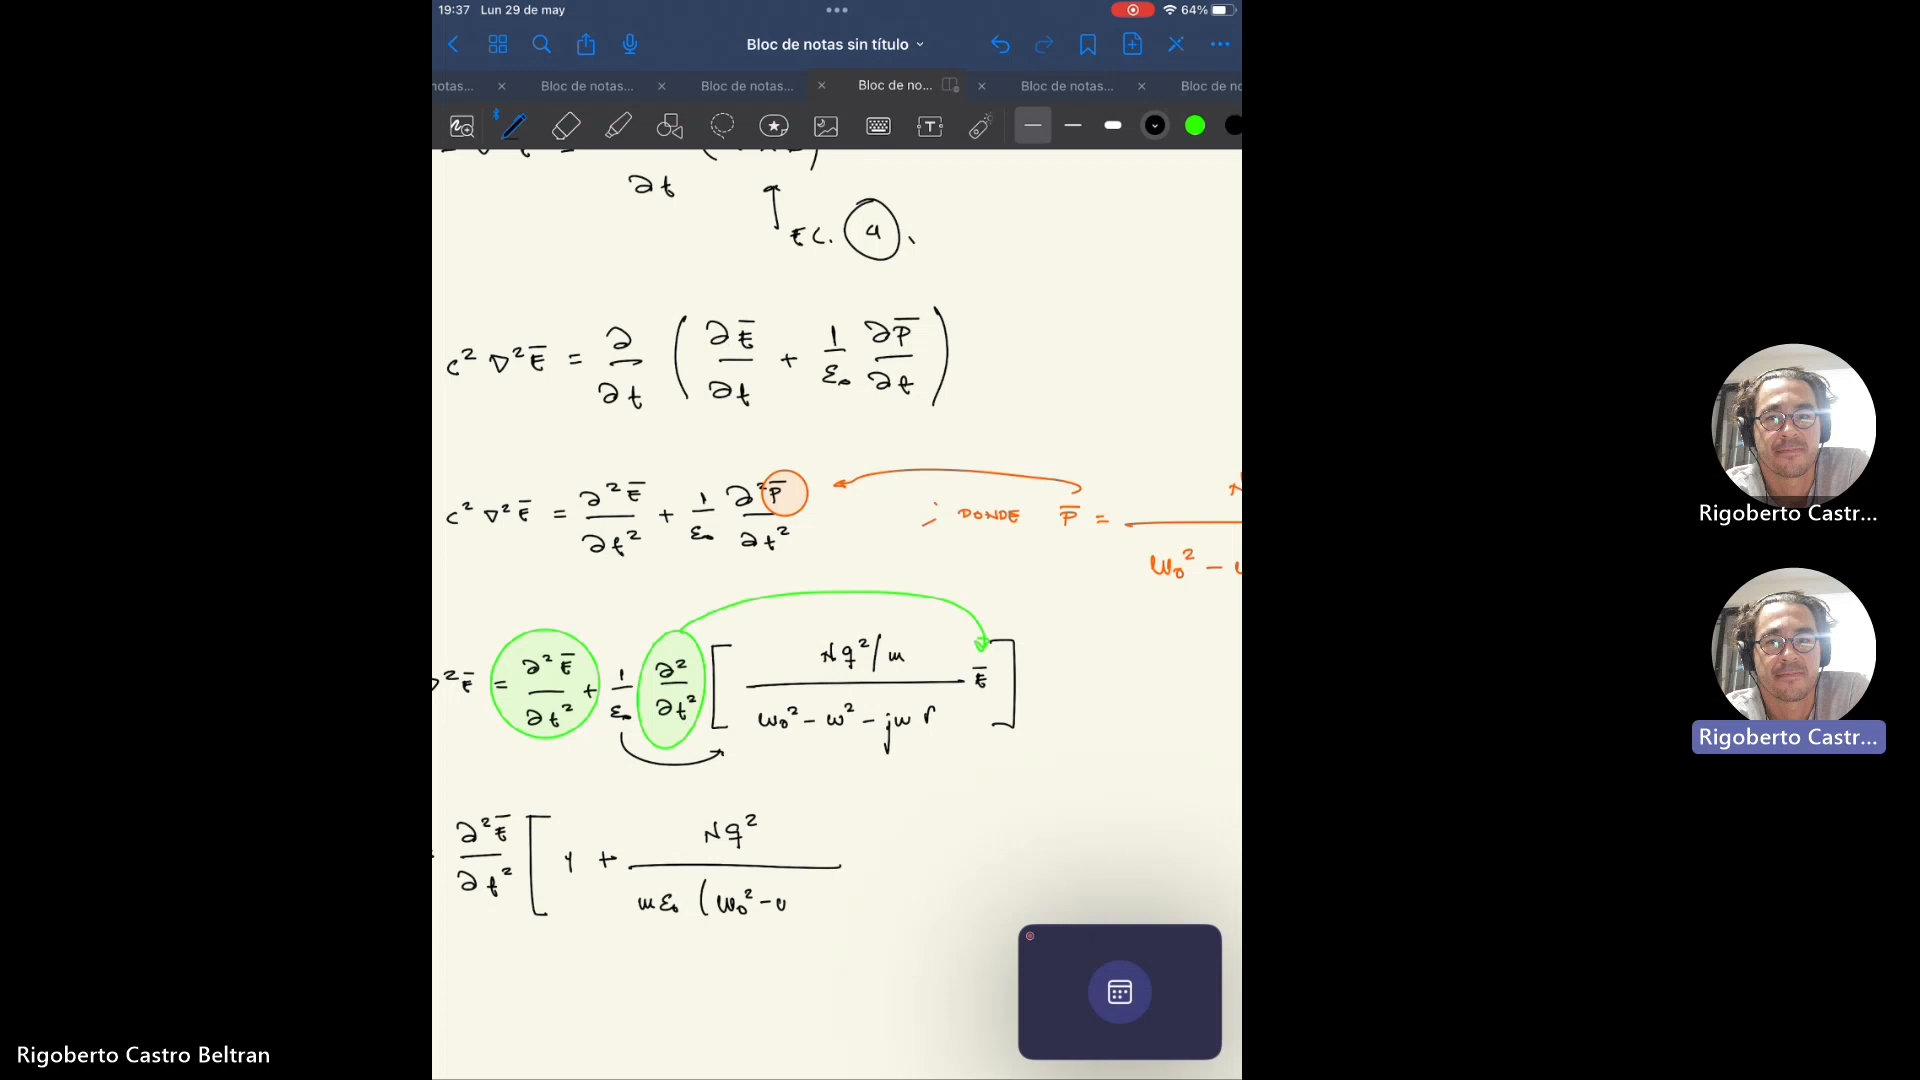 19:37 Lun 29 de may
64%
Bloc de notas sin título
notas... Bloc de notas... Bloc de notas... Bloc de no... Bloc de notas... Bloc de no
∂t
EC. 4.
c² ∇² E̅ = ∂/∂t ( ∂E̅/∂t + 1/ε₀ ∂P̅/∂t )
c² ∇² E̅ = ∂²E̅/∂t² + 1/ε₀ ∂²P̅/∂t² ; DONDE P̅ =
ω₀² -
∇² E̅ = ∂²E̅/∂t² + 1/ε₀ ∂²/∂t² [ Nq²/m / ω₀² - ω² - jωΓ E̅ ]
= ∂²E̅/∂t² [ 1 + Nq² / mε₀ (ω₀² -
Rigoberto Castr...
Rigoberto Castr...
Rigoberto Castro Beltran